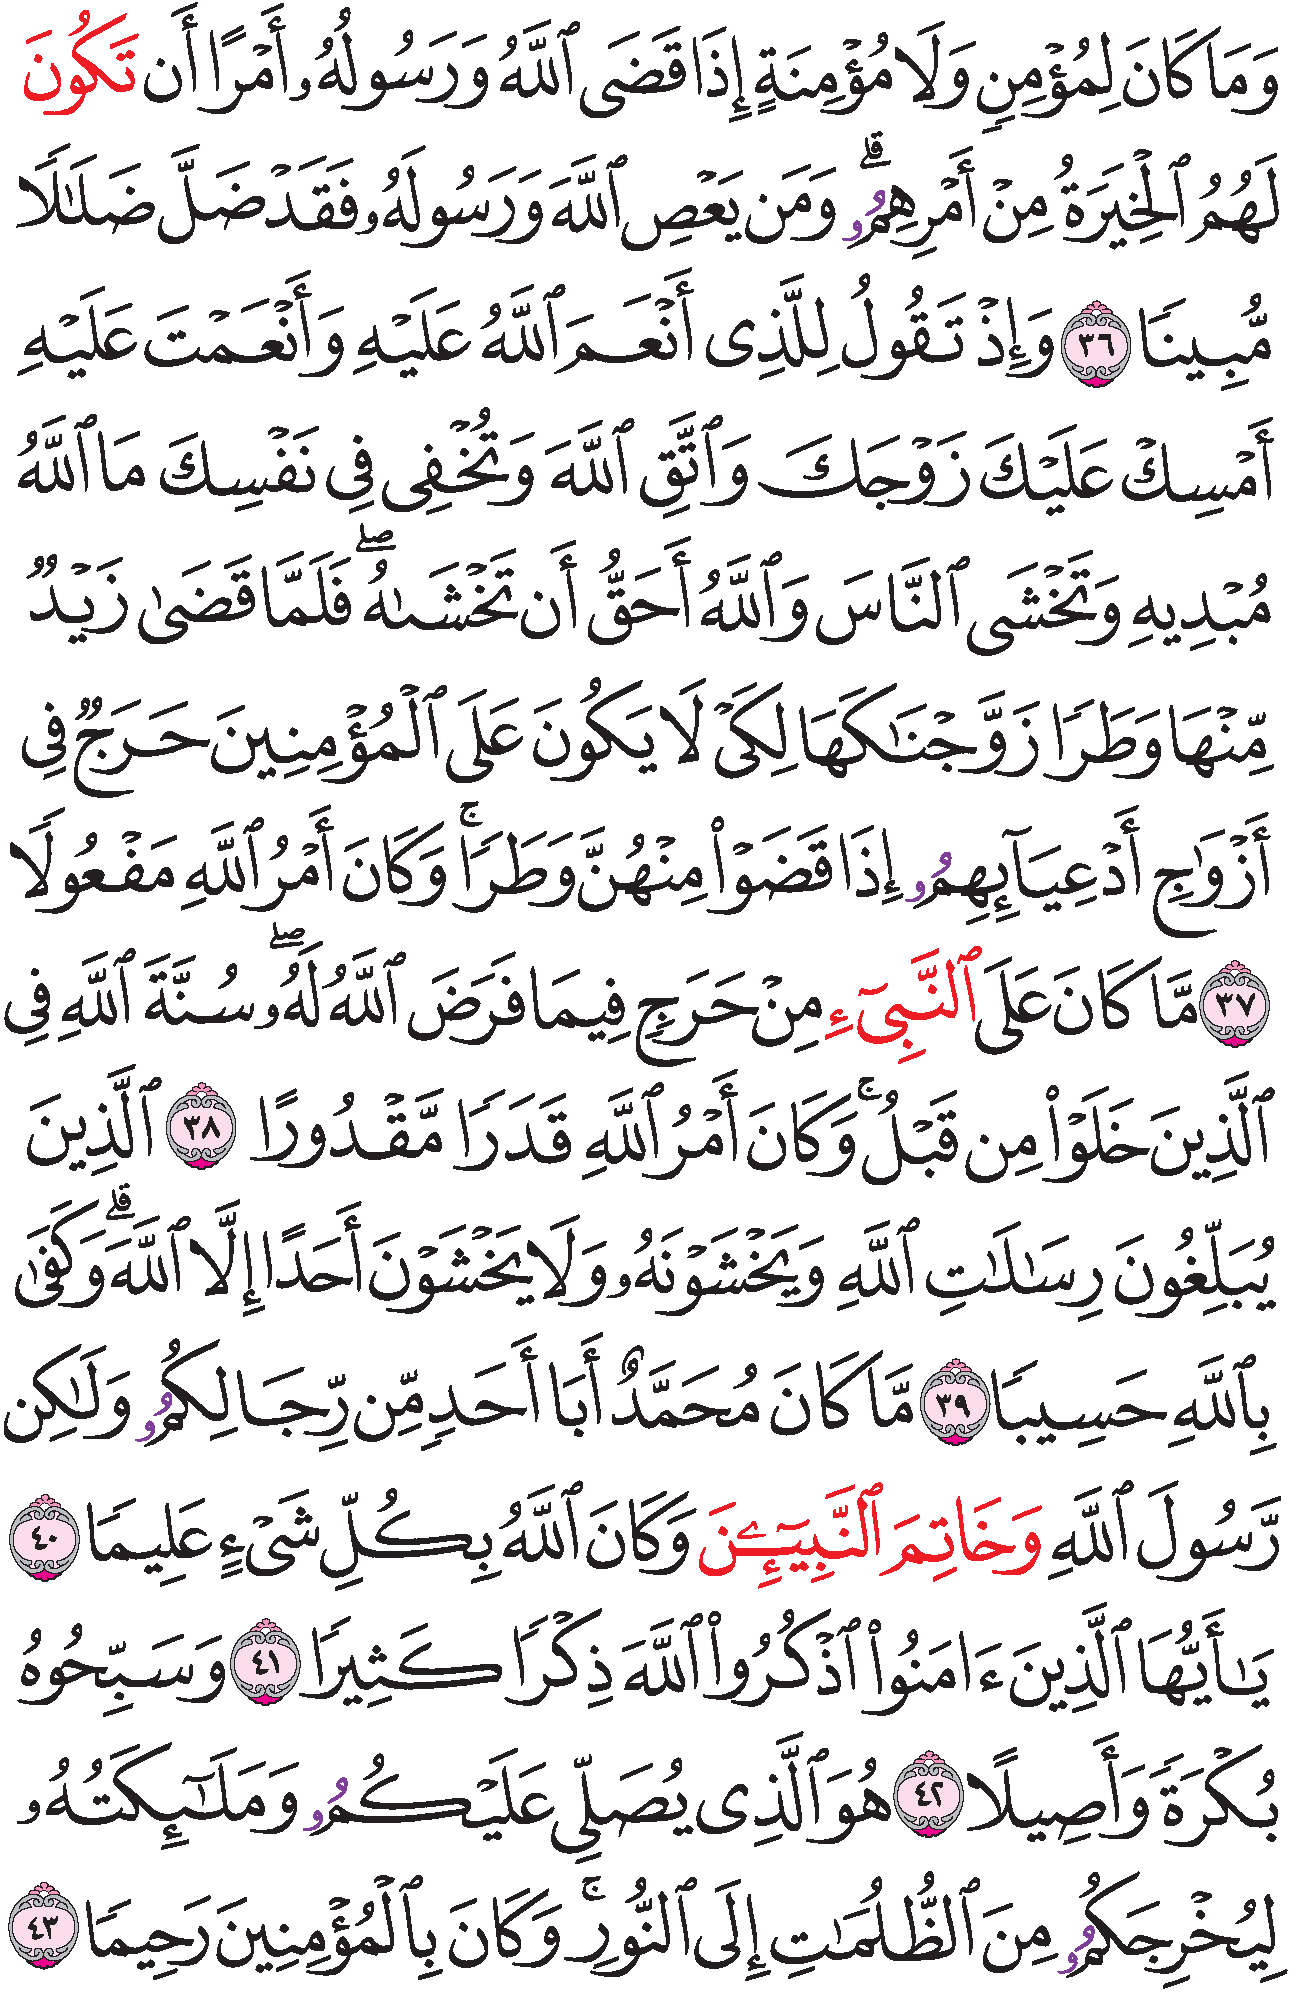 وَمَا كَانَ لِمُؤْمِنٍ وَلَا مُؤْمِنَةٍ إِذَا قَضَى ٱللَّهُ وَرَسُولُهُۥ أَمْرًا أَن تَكُونَ
لَهُمُ ٱلْخِيَرَةُ مِنْ أَمْرِهِمُۥ ۗ وَمَن يَعْصِ ٱللَّهَ وَرَسُولَهُۥ فَقَدْ ضَلَّ ضَلَٰلًا
مُّبِينًا ٣٦ وَإِذْ تَقُولُ لِلَّذِى أَنْعَمَ ٱللَّهُ عَلَيْهِ وَأَنْعَمْتَ عَلَيْهِ
أَمْسِكْ عَلَيْكَ زَوْجَكَ وَٱتَّقِ ٱللَّهَ وَتُخْفِى فِى نَفْسِكَ مَا ٱللَّهُ
مُبْدِيهِ وَتَخْشَى ٱلنَّاسَ وَٱللَّهُ أَحَقُّ أَن تَخْشَىٰهُ ۖ فَلَمَّا قَضَىٰ زَيْدٌ
مِّنْهَا وَطَرًا زَوَّجْنَٰكَهَا لِكَىْ لَا يَكُونَ عَلَى ٱلْمُؤْمِنِينَ حَرَجٌ فِى
أَزْوَٰجِ أَدْعِيَآئِهِمُۥ إِذَا قَضَوْا۟ مِنْهُنَّ وَطَرًا ۚ وَكَانَ أَمْرُ ٱللَّهِ مَفْعُولًا
٣٧ مَّا كَانَ عَلَى ٱلنَّبِىٓءِ مِنْ حَرَجٍ فِيمَا فَرَضَ ٱللَّهُ لَهُۥ ۖ سُنَّةَ ٱللَّهِ فِى
ٱلَّذِينَ خَلَوْا۟ مِن قَبْلُ ۚ وَكَانَ أَمْرُ ٱللَّهِ قَدَرًا مَّقْدُورًا ٣٨ ٱلَّذِينَ
يُبَلِّغُونَ رِسَٰلَٰتِ ٱللَّهِ وَيَخْشَوْنَهُۥ وَلَا يَخْشَوْنَ أَحَدًا إِلَّا ٱللَّهَ ۗ وَكَفَىٰ
بِٱللَّهِ حَسِيبًا ٣٩ مَّا كَانَ مُحَمَّدٌ أَبَا أَحَدٍ مِّن رِّجَالِكُمُۥ وَلَٰكِن
رَّسُولَ ٱللَّهِ وَخَاتِمَ ٱلنَّبِيٓـِٔۧنَ وَكَانَ ٱللَّهُ بِكُلِّ شَىْءٍ عَلِيمًا ٤٠
يَٰأَيُّهَا ٱلَّذِينَ ءَامَنُوا۟ ٱذْكُرُوا۟ ٱللَّهَ ذِكْرًا كَثِيرًا ٤١ وَسَبِّحُوهُ
بُكْرَةً وَأَصِيلًا ٤٢ هُوَ ٱلَّذِى يُصَلِّى عَلَيْكُمُۥ وَمَلَٰٓئِكَتُهُۥ
لِيُخْرِجَكُمُۥ مِنَ ٱلظُّلُمَٰتِ إِلَى ٱلنُّورِ ۚ وَكَانَ بِٱلْمُؤْمِنِينَ رَحِيمًا ٤٣